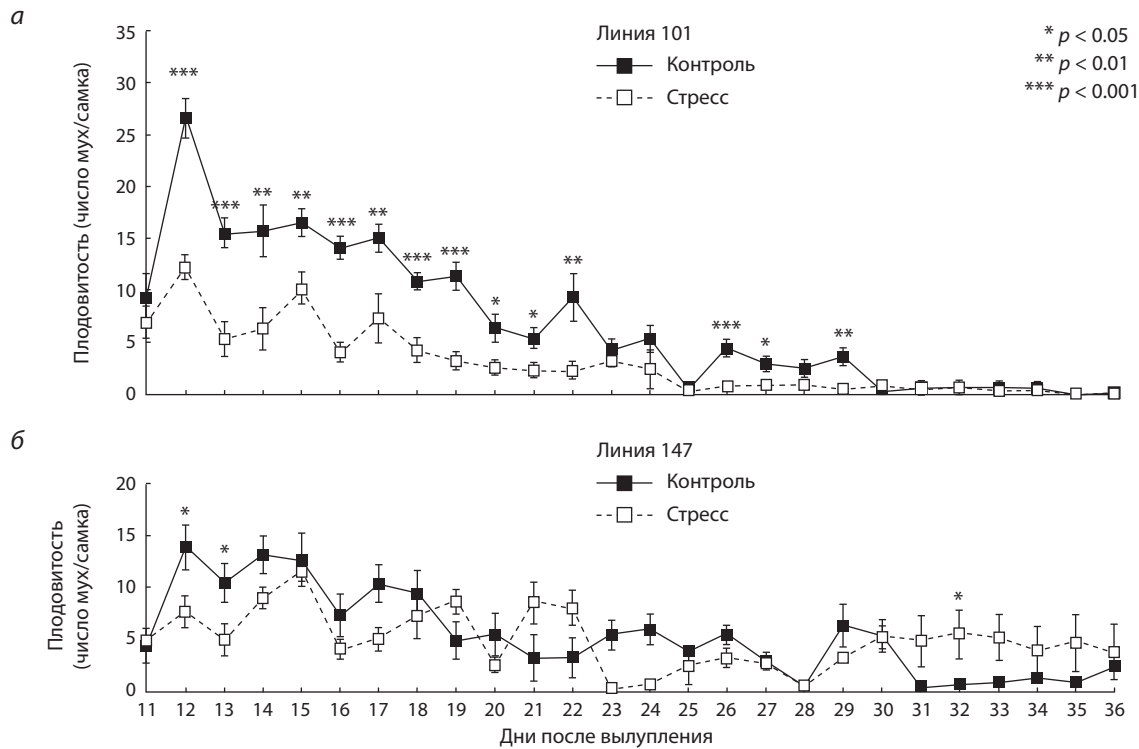 а
Плодовитость (число мух/самка)
35
30
25
20
15
10
5
0
Линия 101
Контроль
Стресс
* p < 0.05
** p < 0.01
*** p < 0.001
***
***
**
**
***
**
***
***
*
*
**
***
*
**
б
Плодовитость
(число мух/самка)
20
15
10
5
0
Линия 147
Контроль
Стресс
*
*
*
11 12 13 14 15 16 17 18 19 20 21 22 23 24 25 26 27 28 29 30 31 32 33 34 35 36
Дни после вылупления